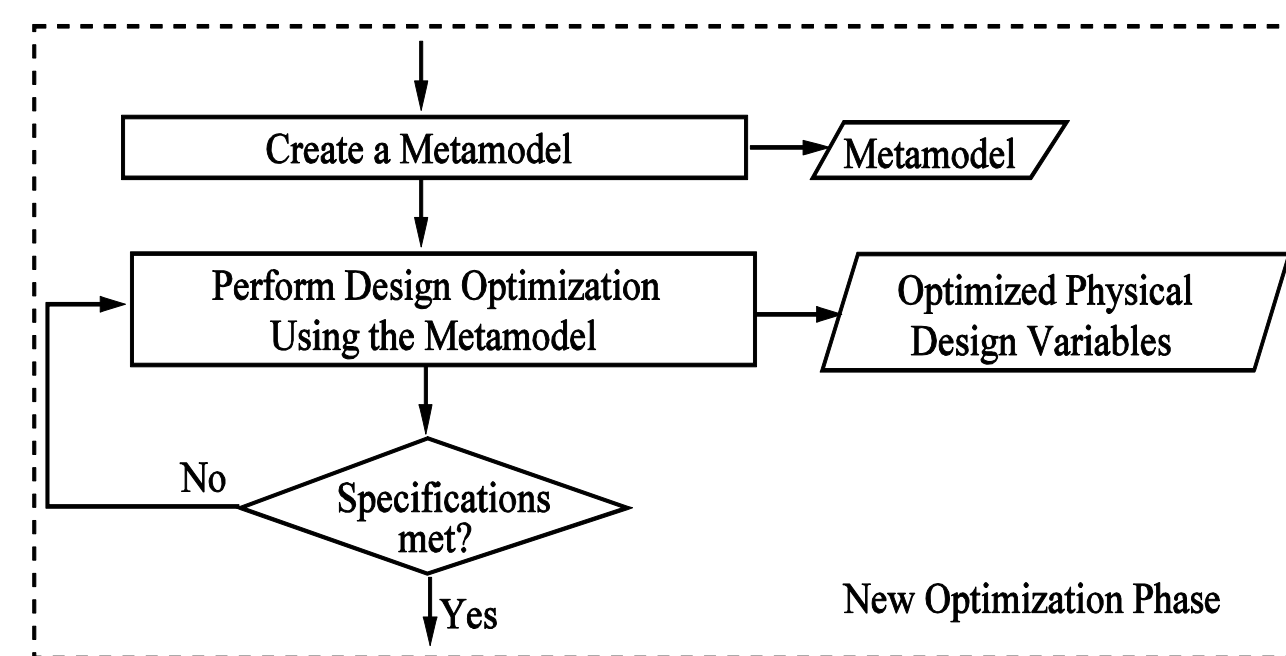 Create a Metamodel
Metamodel
Perform Design Optimization
Using the Metamodel
Optimized Physical
Design Variables
No
Specifications
met?
Yes
New Optimization Phase